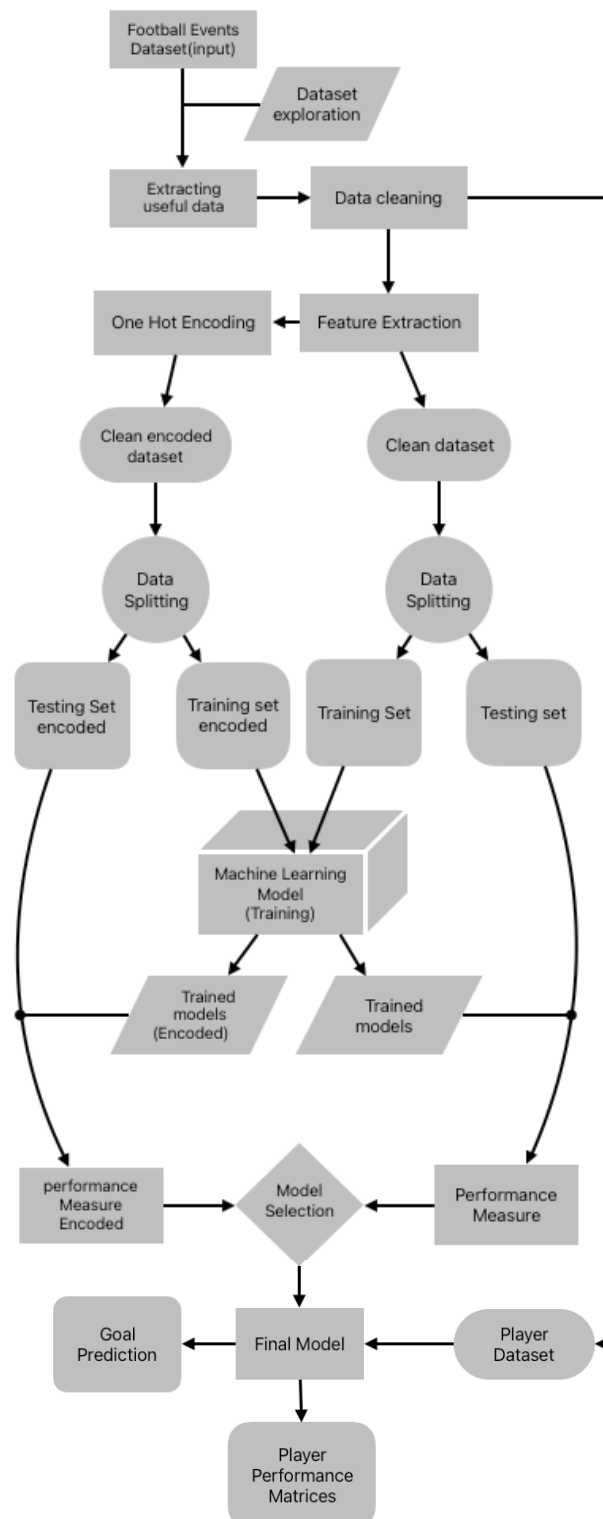 Football Events
Dataset(input)
Dataset
exploration
Extracting
useful data
Data cleaning
One Hot Encoding
Feature Extraction
Clean encoded
dataset
Clean dataset
Data
Splitting
Data
Splitting
Testing Set
encoded
Training set
encoded
Training Set
Testing set
Machine Learning
Model
(Training)
Trained
models
(Encoded)
Trained
models
performance
Measure
Encoded
Model
Selection
Performance
Measure
Goal
Prediction
Final Model
Player
Dataset
Player
Performance
Matrices